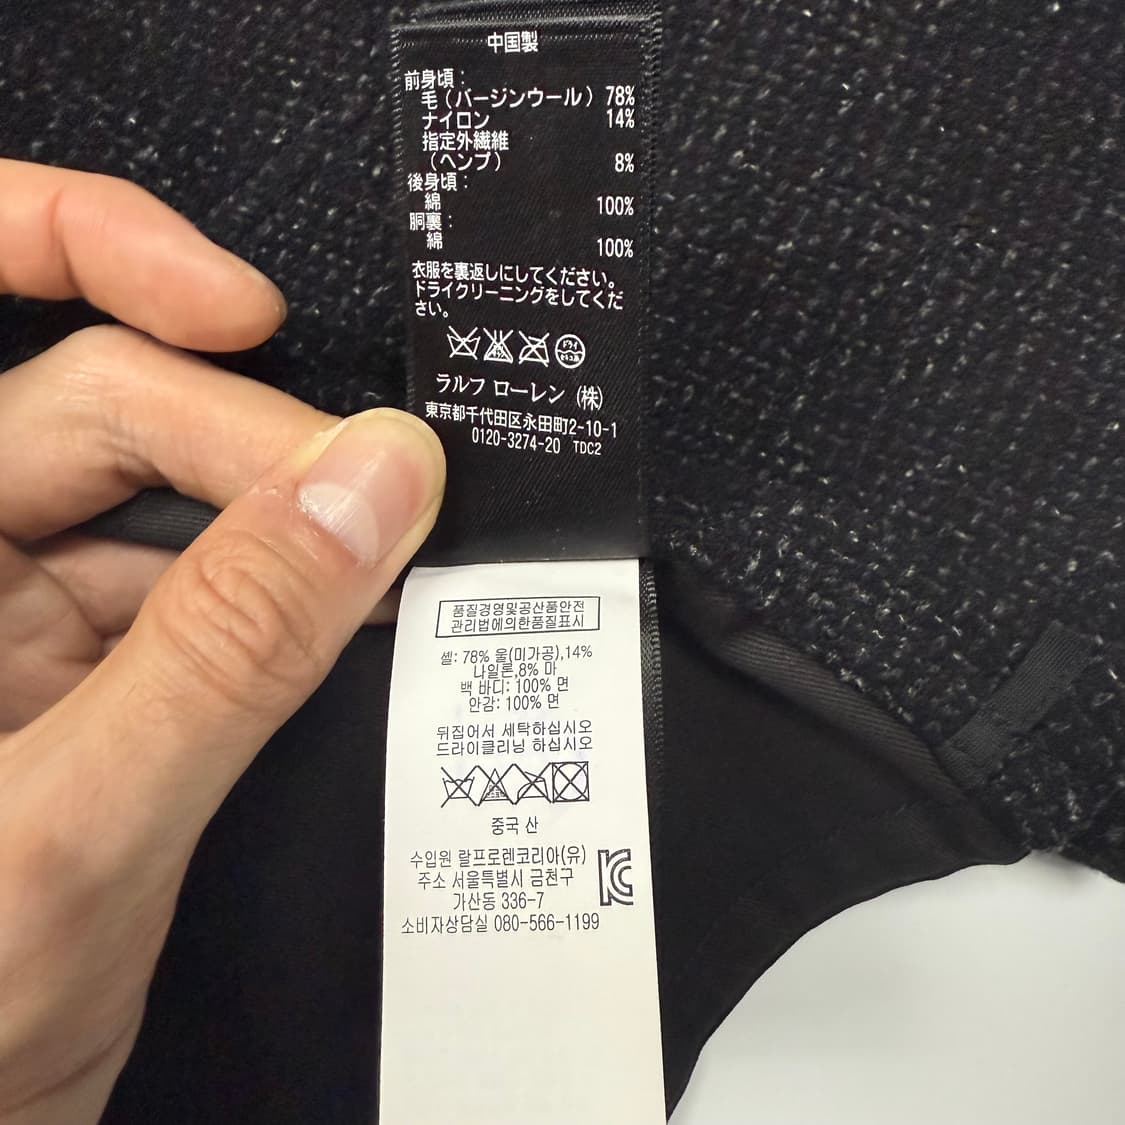 中国製
前身頃:
毛(バージンウール) 78%
ナイロン 14%
指定外繊維
(ヘンプ) 8%
後身頃:
綿 100%
胴裏:
綿 100%
衣服を裏返しにしてください。
ドライクリーニングをしてくだ
さい。
ドライ
セキユ系
ラルフ ローレン (株)
東京都千代田区永田町2-10-1
0120-3274-20 TDC2
품질경영및공산품안전
관리법에의한품질표시
셸: 78% 울(미가공),14%
나일론,8% 마
백 바디: 100% 면
안감: 100% 면
뒤집어서 세탁하십시오
드라이클리닝 하십시오
중국 산
수입원 랄프로렌코리아(유)
주소 서울특별시 금천구
가산동 336-7
소비자상담실 080-566-1199